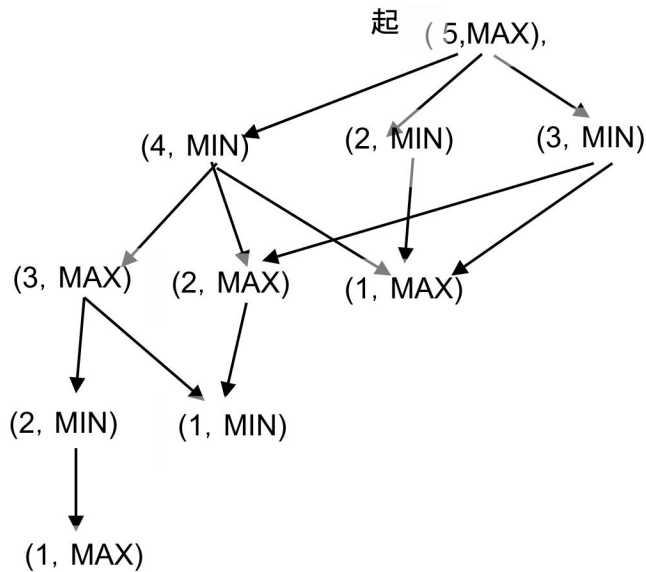 起 (5,MAX),
(4, MIN) (2, MIN) (3, MIN)
(3, MAX) (2, MAX) (1, MAX)
(2, MIN) (1, MIN)
(1, MAX)